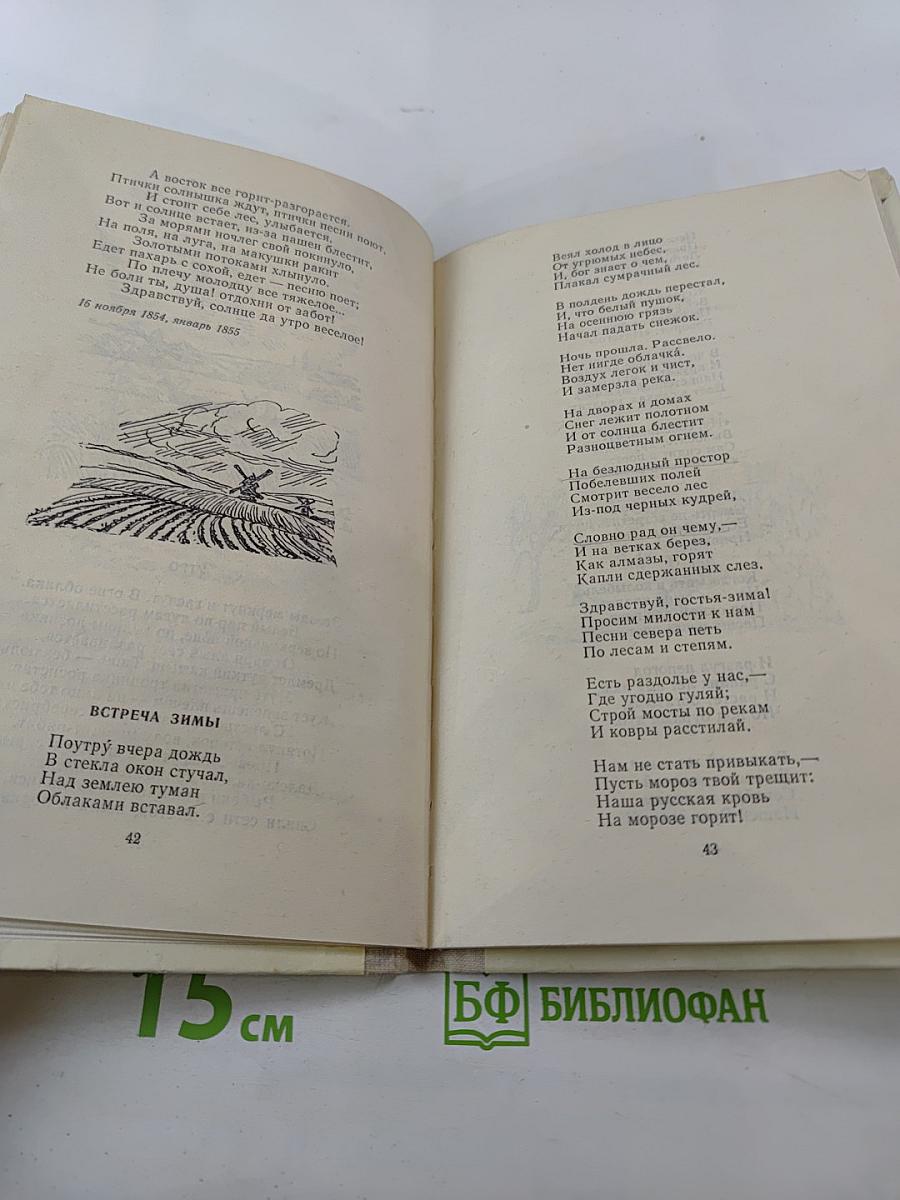 А восток все горит-разгорается.
Птички солнышка ждут, птички песни поют,
И стоит себе лес, улыбается.
Вот и солнце встает, из-за пашен блестит,
За морями ночлег свой покинуло,
На поля, на луга, на макушки ракит
Золотыми потоками хлынуло.
Едет пахарь с сохой, едет — песню поет;
По плечу молодцу все тяжелое...
Не боли ты, душа! отдохни от забот!
Здравствуй, солнце да утро веселое!
16 ноября 1854, январь 1855
ВСТРЕЧА ЗИМЫ
Поутру́ вчера дождь
В стекла окон стучал,
Над землею туман
Облаками вставал.
42
Веял холод в лицо
От угрюмых небес,
И, бог знает о чем,
Плакал сумрачный лес.
В полдень дождь перестал,
И, что белый пушок,
На осеннюю грязь
Начал падать снежок.
Ночь прошла. Рассвело.
Нет нигде облачка́.
Воздух легок и чист,
И замерзла река.
На дворах и домах
Снег лежит полотном
И от солнца блестит
Разноцветным огнем.
На безлюдный простор
Побелевших полей
Смотрит весело лес
Из-под черных кудрей,
Словно рад он чему,—
И на ветках берез,
Как алмазы, горят
Капли сдержанных слез.
Здравствуй, гостья-зима!
Просим милости к нам
Песни севера петь
По лесам и степям.
Есть раздолье у нас,—
Где угодно гуляй;
Строй мосты по рекам
И ковры расстилай.
Нам не стать привыкать,—
Пусть мороз твой трещит:
Наша русская кровь
На морозе горит!
43
15 см
БФ БИБЛИОФАН